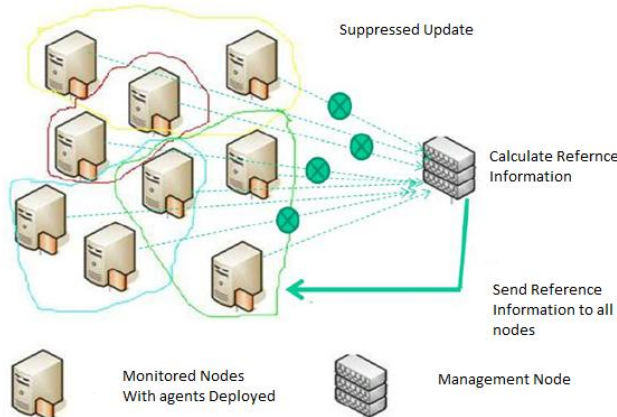 Suppressed Update
Calculate Refernce
Information
Send Reference
Information to all
nodes
Monitored Nodes
With agents Deployed
Management Node